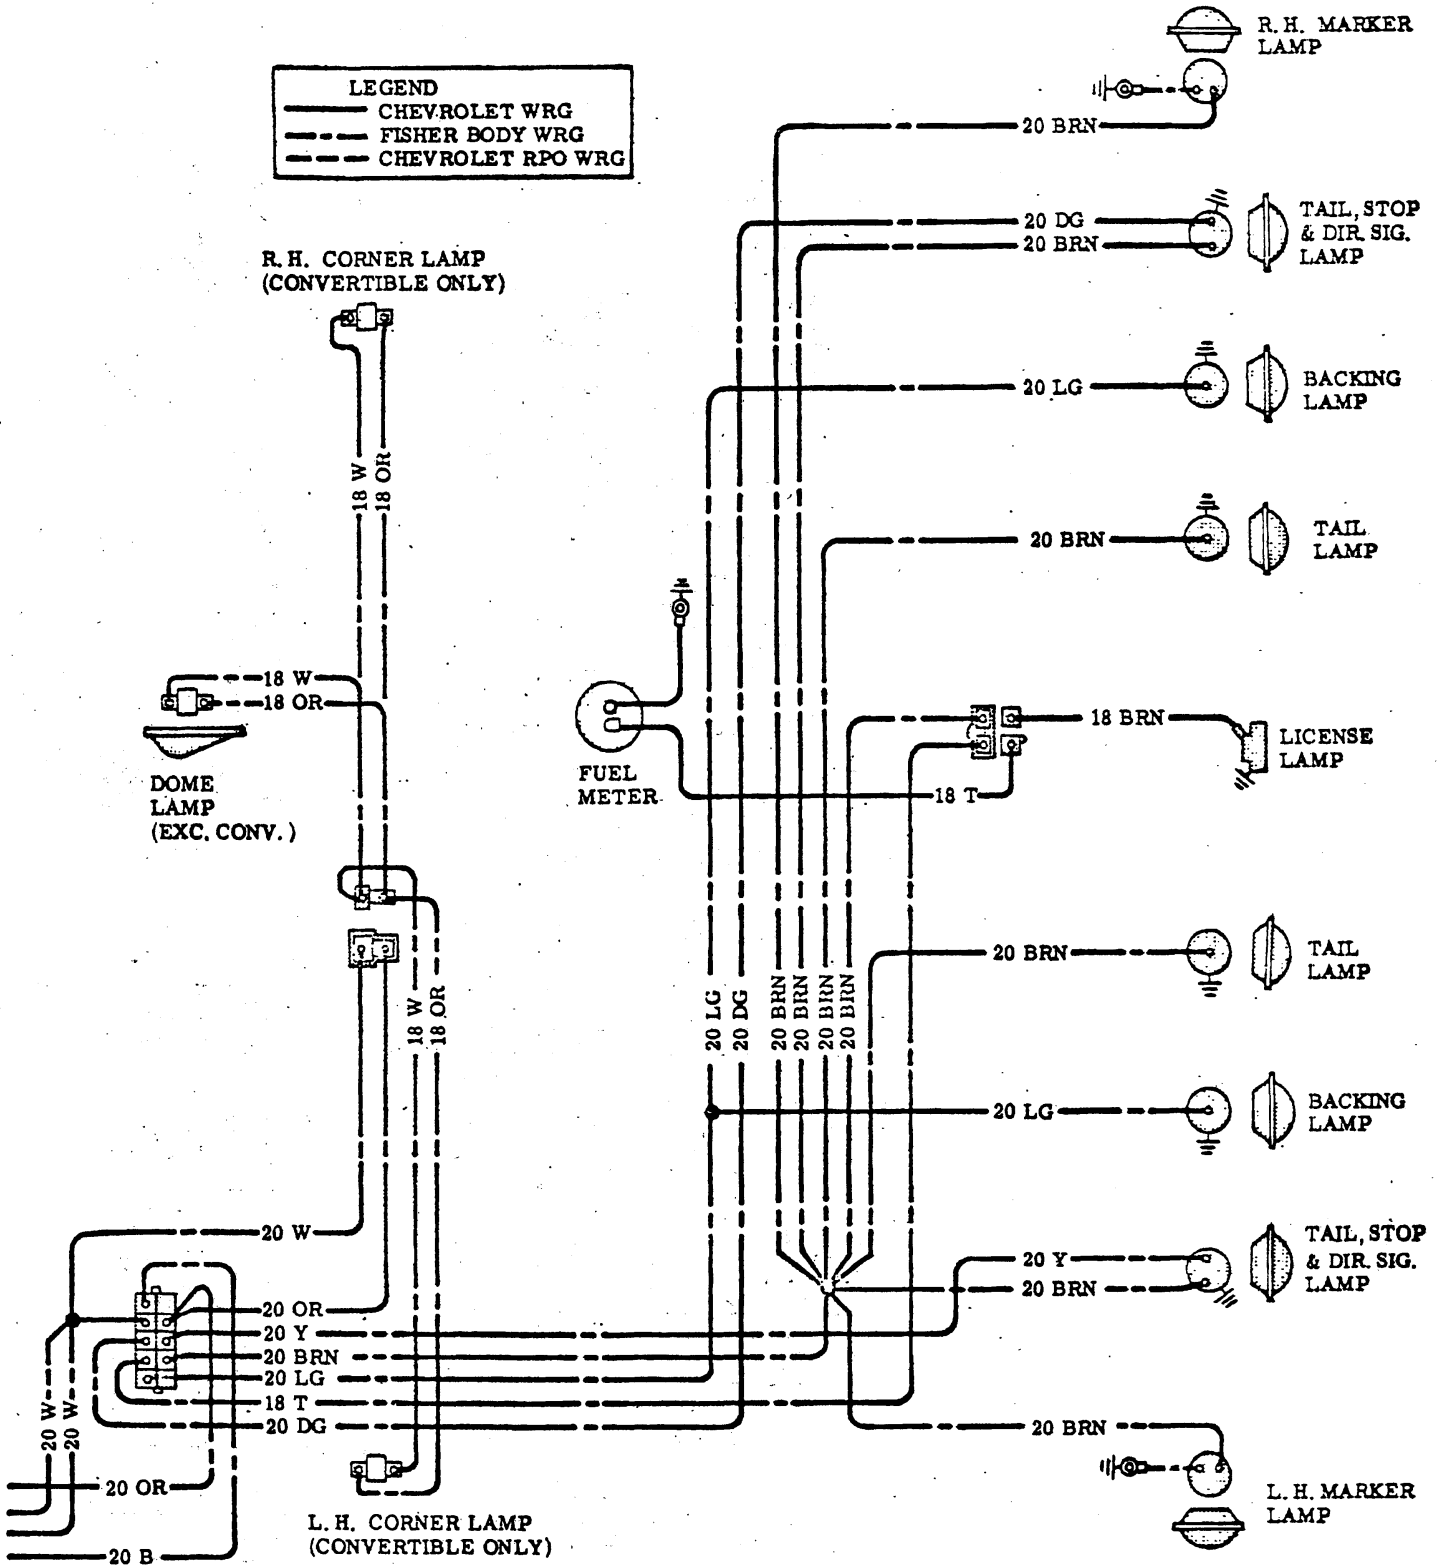 R. H. MARKER
LAMP
LEGEND
CHEVROLET WRG
FISHER BODY WRG
CHEVROLET RPO WRG
20 BRN
TAIL, STOP
& DIR. SIG.
LAMP
20 DG
20 BRN
R. H. CORNER LAMP
(CONVERTIBLE ONLY)
20 LG
BACKING
LAMP
18 W
18 OR
20 BRN
TAIL
LAMP
18 W
18 OR
DOME
LAMP
(EXC. CONV.)
FUEL
METER
18 BRN
LICENSE
LAMP
18 T
20 BRN
TAIL
LAMP
18 W
18 OR
20 LG
20 DG
20 BRN
20 BRN
20 BRN
20 BRN
20 LG
BACKING
LAMP
20 W
TAIL, STOP
& DIR. SIG.
LAMP
20 Y
20 BRN
20 OR
20 Y
20 BRN
20 LG
18 T
20 DG
20 W
20 W
20 BRN
20 OR
L. H. MARKER
LAMP
L. H. CORNER LAMP
(CONVERTIBLE ONLY)
20 B